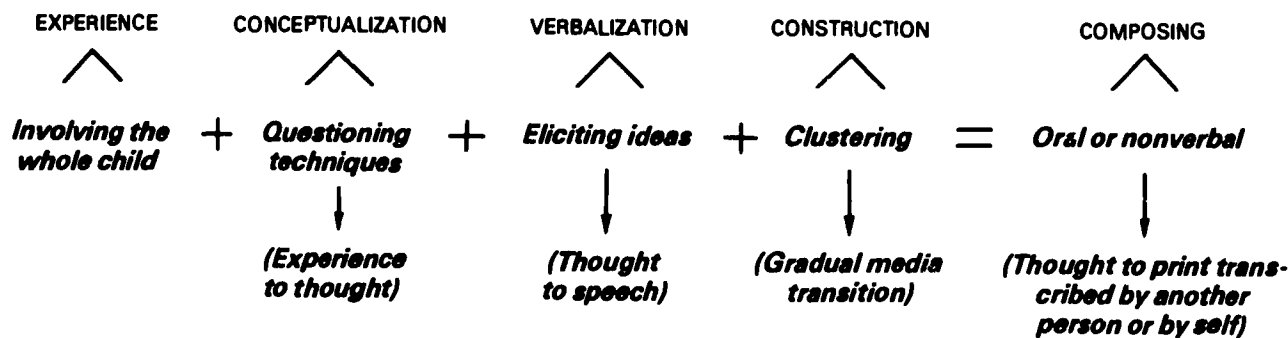 EXPERIENCE CONCEPTUALIZATION VERBALIZATION CONSTRUCTION COMPOSING
Involving the whole child + Questioning techniques + Eliciting ideas + Clustering = Oral or nonverbal
(Experience to thought) (Thought to speech) (Gradual media transition) (Thought to print trans-
cribed by another
person or by self)